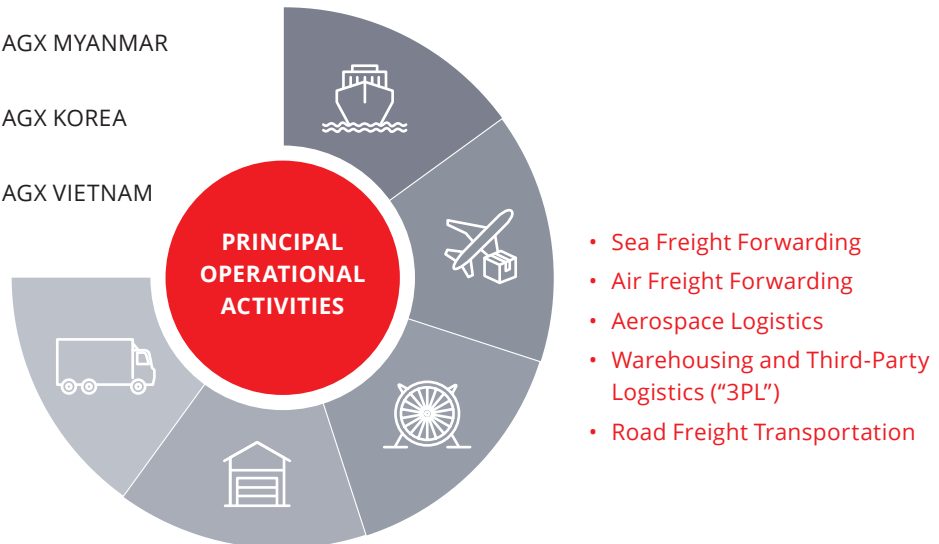 AGX MYANMAR
AGX KOREA
AGX VIETNAM
PRINCIPAL
OPERATIONAL
ACTIVITIES
• Sea Freight Forwarding
• Air Freight Forwarding
• Aerospace Logistics
• Warehousing and Third-Party
Logistics (“3PL”)
• Road Freight Transportation